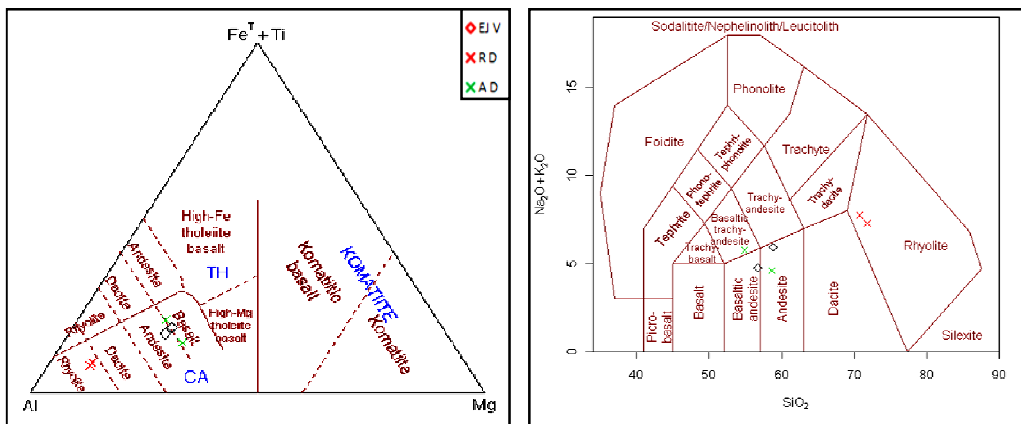 Fe^T + Ti
EJV
RD
AD
High-Fe
tholeiite
basalt
TH
Andesite
Dacite
Rhyolite
High-Mg
tholeiite
basalt
Basalt
Andesite
Dacite
Rhyolite
CA
Komatiitic
basalt
KOMATIITE
Komatiite
Al
Mg
Sodalitite/Nephelinolith/Leucitolith
Phonolite
Foidite
Tephri-
phonolite
Trachyte
Phono-
tephrite
Trachy-
dacite
Trachy-
andesite
Tephrite
Basaltic
trachy-
andesite
Trachy-
basalt
Rhyolite
Picro-
basalt
Basalt
Basaltic
andesite
Andesite
Dacite
Silexite
Na₂O + K₂O
15
10
5
0
40
50
60
70
80
90
SiO₂